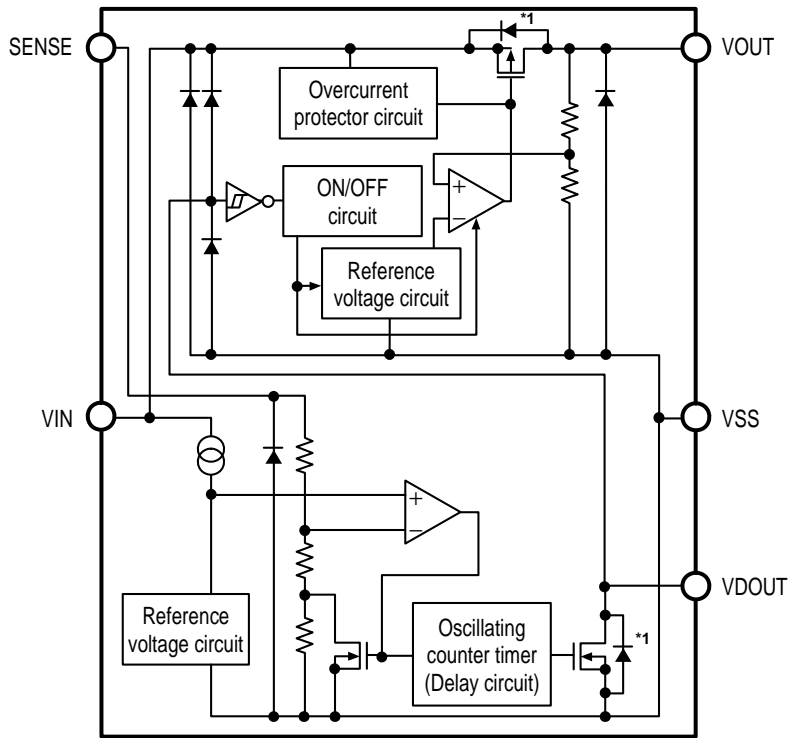 SENSE
*1
VOUT
Overcurrent
protector circuit
ON/OFF
circuit
+
−
Reference
voltage circuit
VIN
VSS
+
−
VDOUT
Reference
voltage circuit
Oscillating
counter timer
(Delay circuit)
*1